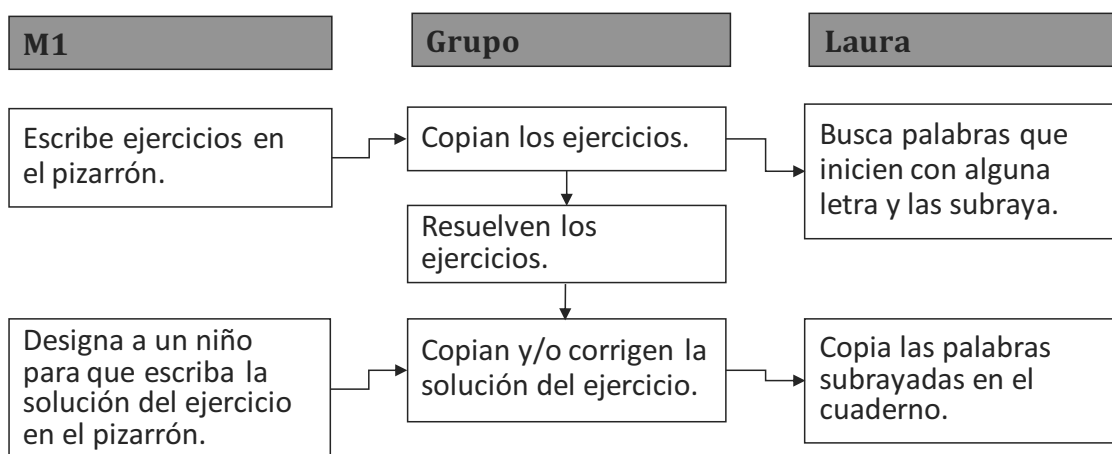 M1
Grupo
Laura
Escribe ejercicios en
el pizarrón.
Copian los ejercicios.
Busca palabras que
inicien con alguna
letra y las subraya.
Resuelven los
ejercicios.
Designa a un niño
para que escriba la
solución del ejercicio
en el pizarrón.
Copian y/o corrigen la
solución del ejercicio.
Copia las palabras
subrayadas en el
cuaderno.